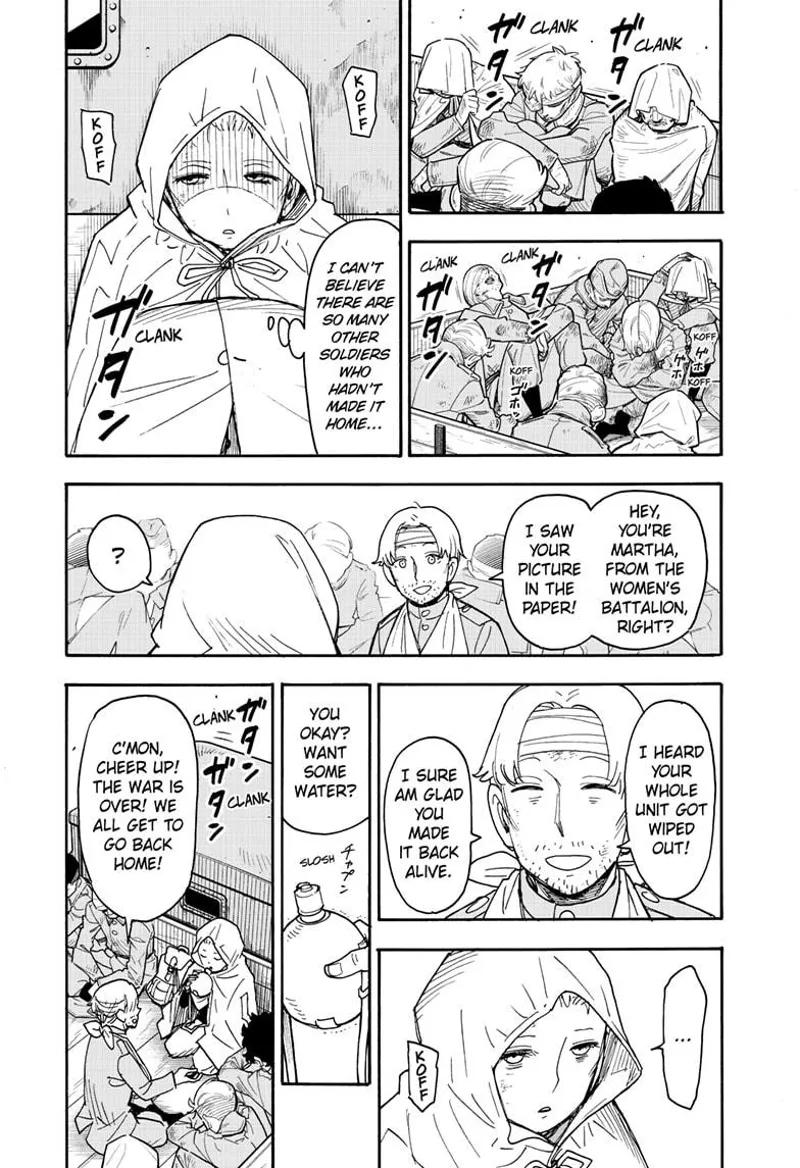 CLANK
ガタン
CLANK
ガタン
KOFF
KOFF
I CAN'T
BELIEVE
THERE ARE
SO MANY
OTHER
SOLDIERS
WHO
HADN'T
MADE IT
HOME...
CLANK
ガタン
CLANK
CLANK
ガタン
ガタン
KOFF
ゲホ
KOFF
KOFF
ゴホッ
HEY,
YOU'RE
MARTHA,
FROM THE
WOMEN'S
BATTALION,
RIGHT?
I SAW
YOUR
PICTURE
IN THE
PAPER!
?
I HEARD
YOUR
WHOLE
UNIT GOT
WIPED
OUT!
I SURE
AM GLAD
YOU
MADE
IT BACK
ALIVE.
...
KOFF
YOU
OKAY?
WANT
SOME
WATER?
SLOSH
チャプン
CLANK
ガタン
ガタン
CLANK
C'MON,
CHEER UP!
THE WAR IS
OVER! WE
ALL GET TO
GO BACK
HOME!